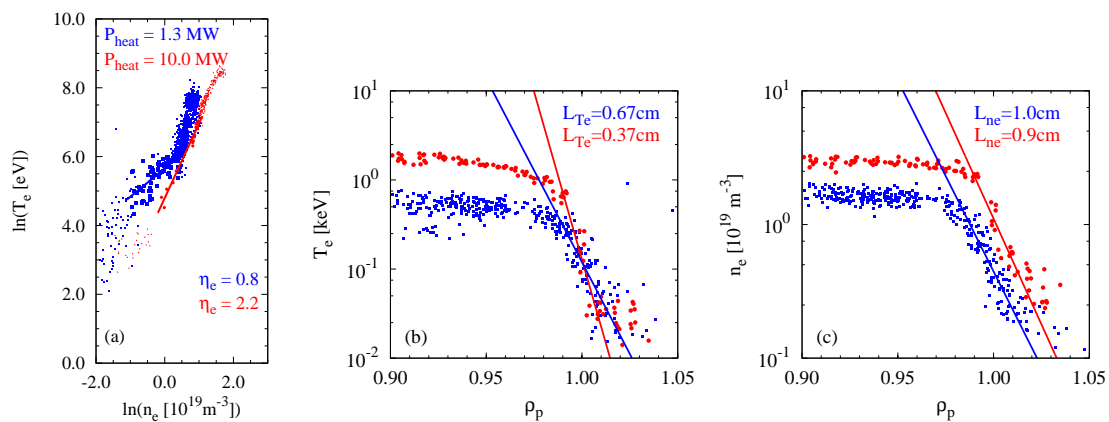 10.0
8.0
6.0
4.0
2.0
0.0
-2.0
0.0
2.0
ln(T_e [eV])
ln(n_e [10^19 m^-3])
P_heat = 1.3 MW
P_heat = 10.0 MW
η_e = 0.8
η_e = 2.2
(a)
10^1
10^0
10^-1
10^-2
0.90
0.95
1.00
1.05
T_e [keV]
ρ_p
L_Te=0.67cm
L_Te=0.37cm
(b)
10^1
10^0
10^-1
0.90
0.95
1.00
1.05
n_e [10^19 m^-3]
ρ_p
L_ne=1.0cm
L_ne=0.9cm
(c)